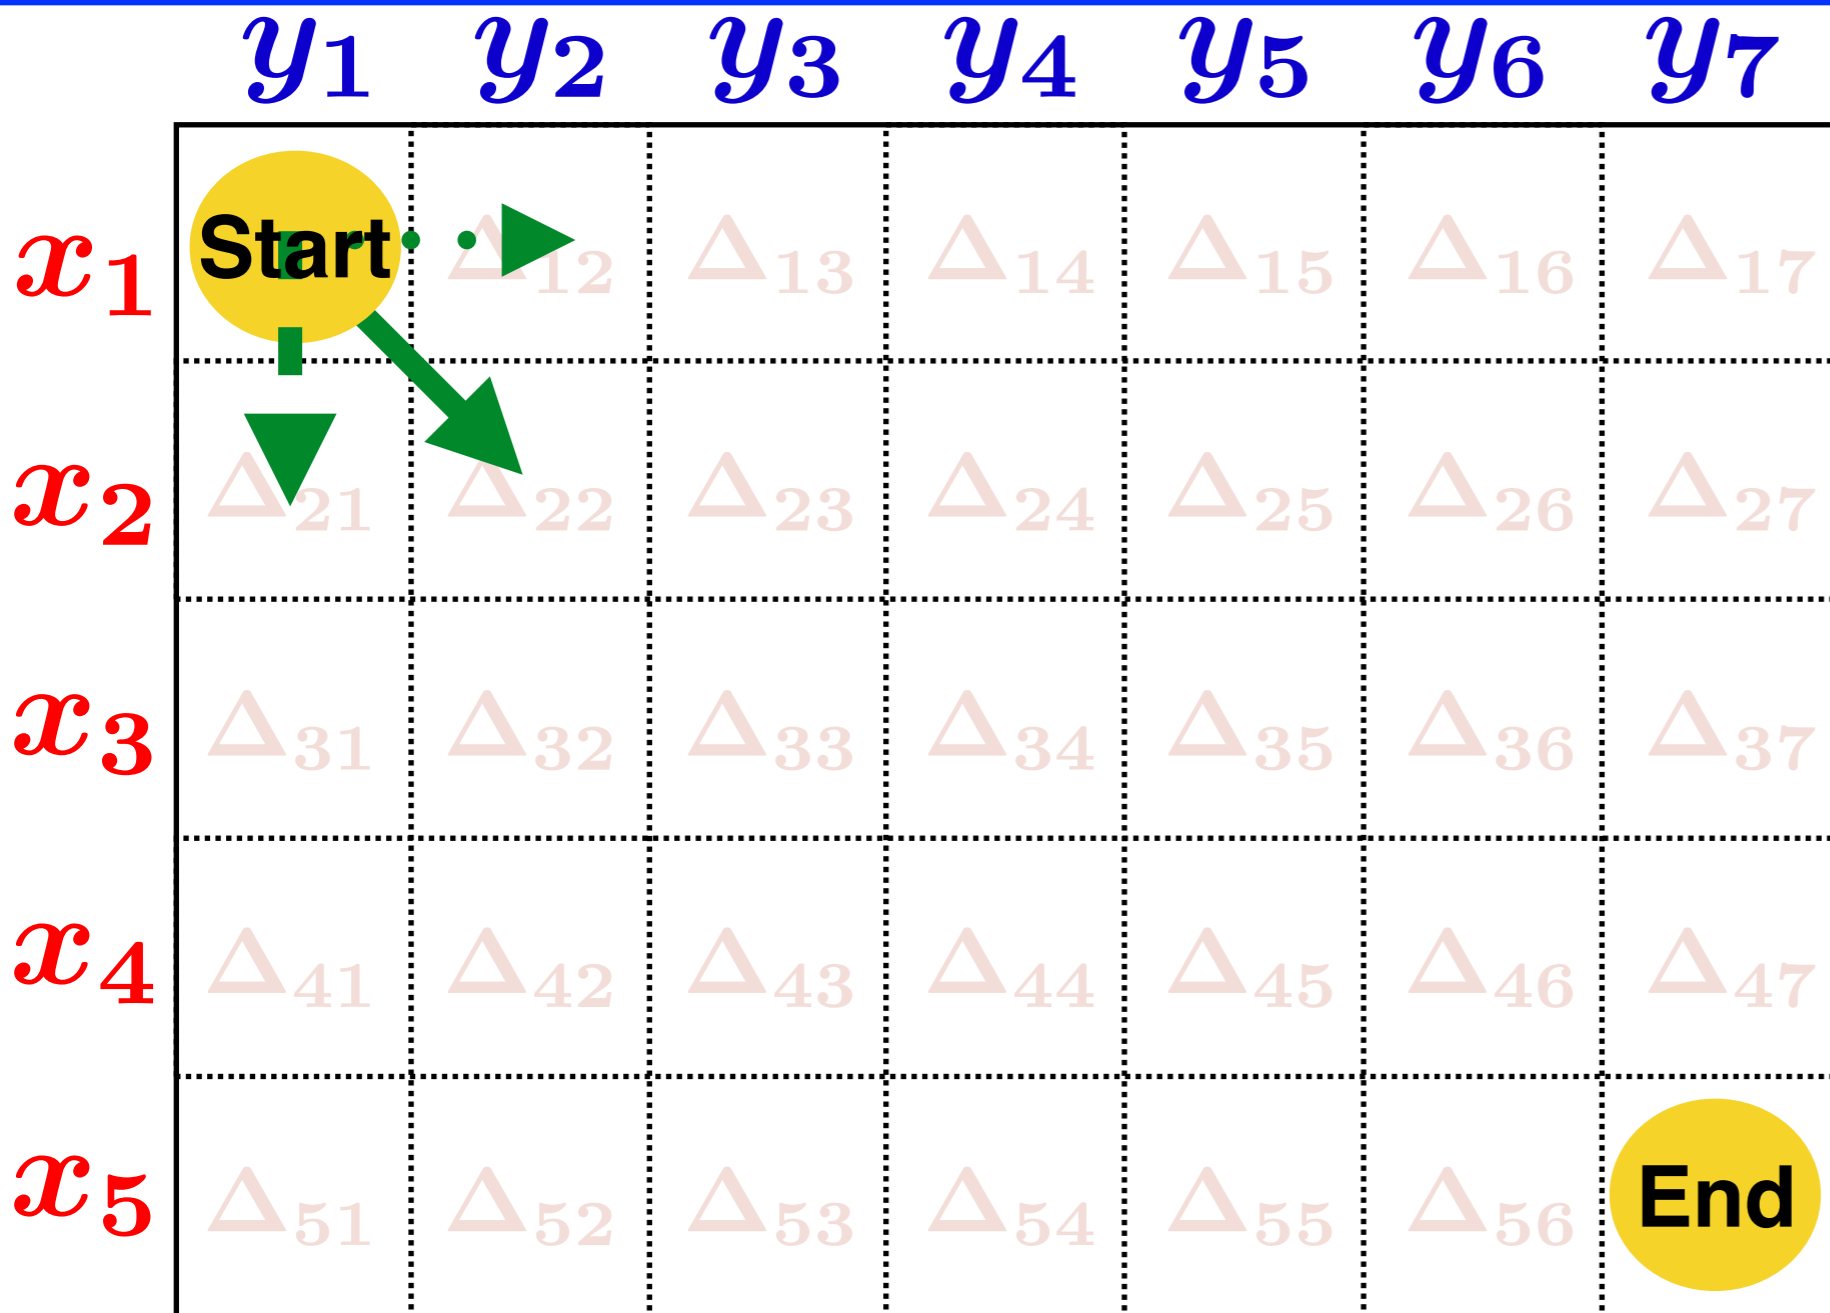 y₁ y₂ y₃ y₄ y₅ y₆ y₇
x₁ Start Δ₁₂ Δ₁₃ Δ₁₄ Δ₁₅ Δ₁₆ Δ₁₇
x₂ Δ₂₁ Δ₂₂ Δ₂₃ Δ₂₄ Δ₂₅ Δ₂₆ Δ₂₇
x₃ Δ₃₁ Δ₃₂ Δ₃₃ Δ₃₄ Δ₃₅ Δ₃₆ Δ₃₇
x₄ Δ₄₁ Δ₄₂ Δ₄₃ Δ₄₄ Δ₄₅ Δ₄₆ Δ₄₇
x₅ Δ₅₁ Δ₅₂ Δ₅₃ Δ₅₄ Δ₅₅ Δ₅₆ End